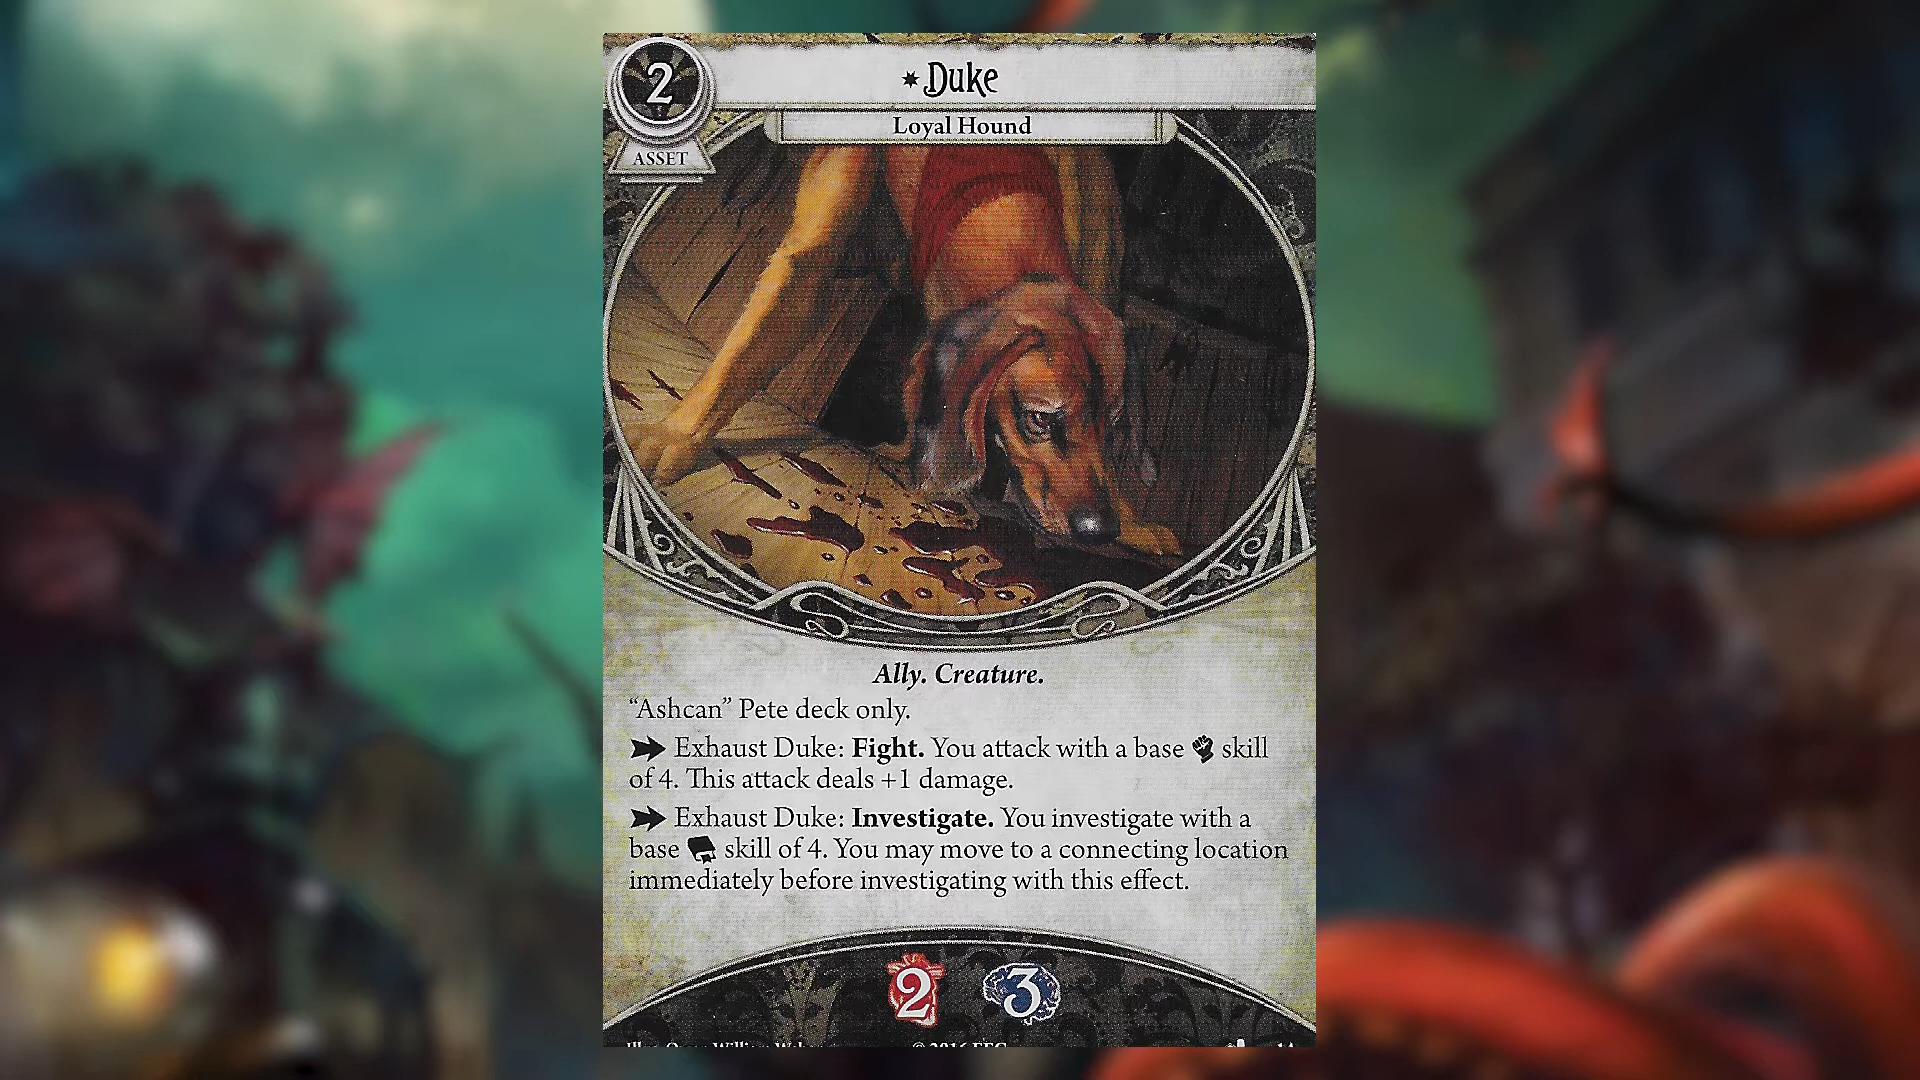 2
Duke
Loyal Hound
ASSET
Ally. Creature.
“Ashcan” Pete deck only.
Exhaust Duke: Fight. You attack with a base skill
of 4. This attack deals +1 damage.
Exhaust Duke: Investigate. You investigate with a
base skill of 4. You may move to a connecting location
immediately before investigating with this effect.
2 3